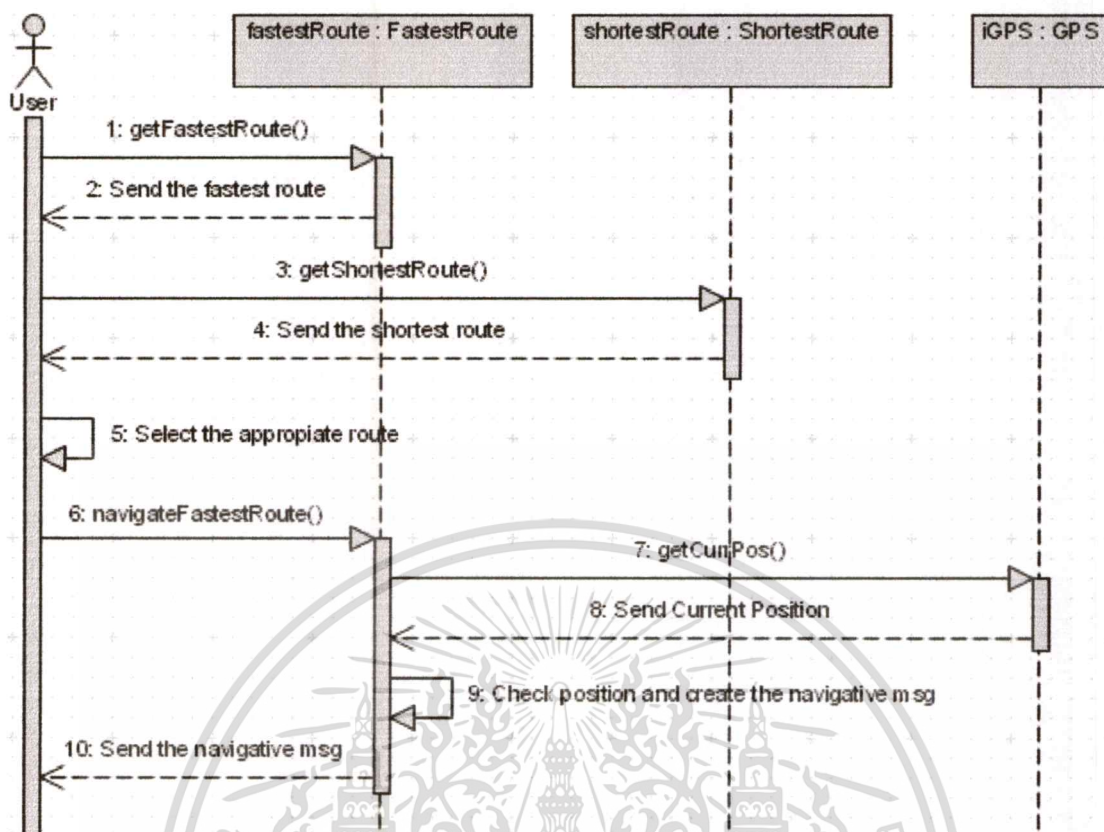 fastestRoute : FastestRoute
shortestRoute : ShortestRoute
iGPS : GPS
User
1: getFastestRoute()
2: Send the fastest route
3: getShortestRoute()
4: Send the shortest route
5: Select the appropiate route
6: navigateFastestRoute()
7: getCurrPos()
8: Send Current Position
9: Check position and create the navigative msg
10: Send the navigative msg